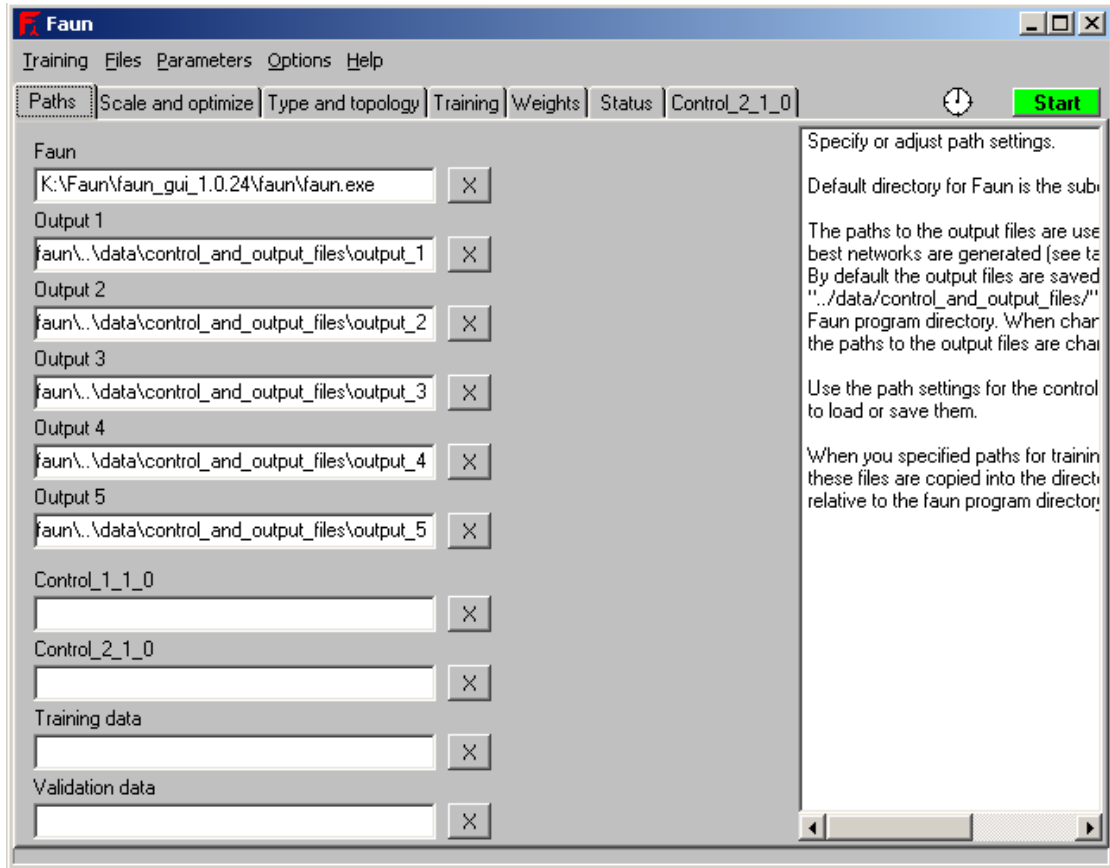 Faun
Training Files Parameters Options Help
Paths Scale and optimize Type and topology Training Weights Status Control_2_1_0 Start
Faun
K:\Faun\faun_gui_1.0.24\faun\faun.exe X
Output 1
faun\..\data\control_and_output_files\output_1 X
Output 2
faun\..\data\control_and_output_files\output_2 X
Output 3
faun\..\data\control_and_output_files\output_3 X
Output 4
faun\..\data\control_and_output_files\output_4 X
Output 5
faun\..\data\control_and_output_files\output_5 X
Control_1_1_0
X
Control_2_1_0
X
Training data
X
Validation data
X
Specify or adjust path settings.
Default directory for Faun is the sub
The paths to the output files are use
best networks are generated (see ta
By default the output files are saved
"../data/control_and_output_files/"
Faun program directory. When char
the paths to the output files are char
Use the path settings for the control
to load or save them.
When you specified paths for trainin
these files are copied into the direct
relative to the faun program directory